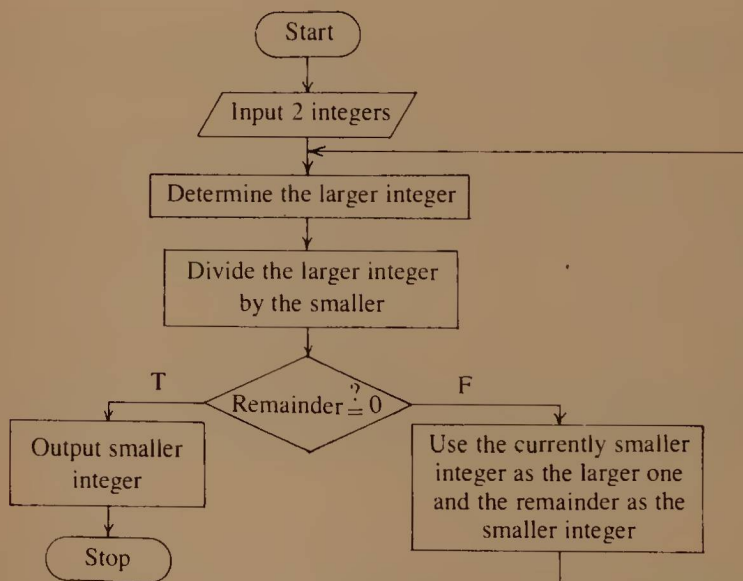 Start
Input 2 integers
Determine the larger integer
Divide the larger integer
by the smaller
T
Remainder ≟ 0
F
Output smaller
integer
Use the currently smaller
integer as the larger one
and the remainder as the
smaller integer
Stop